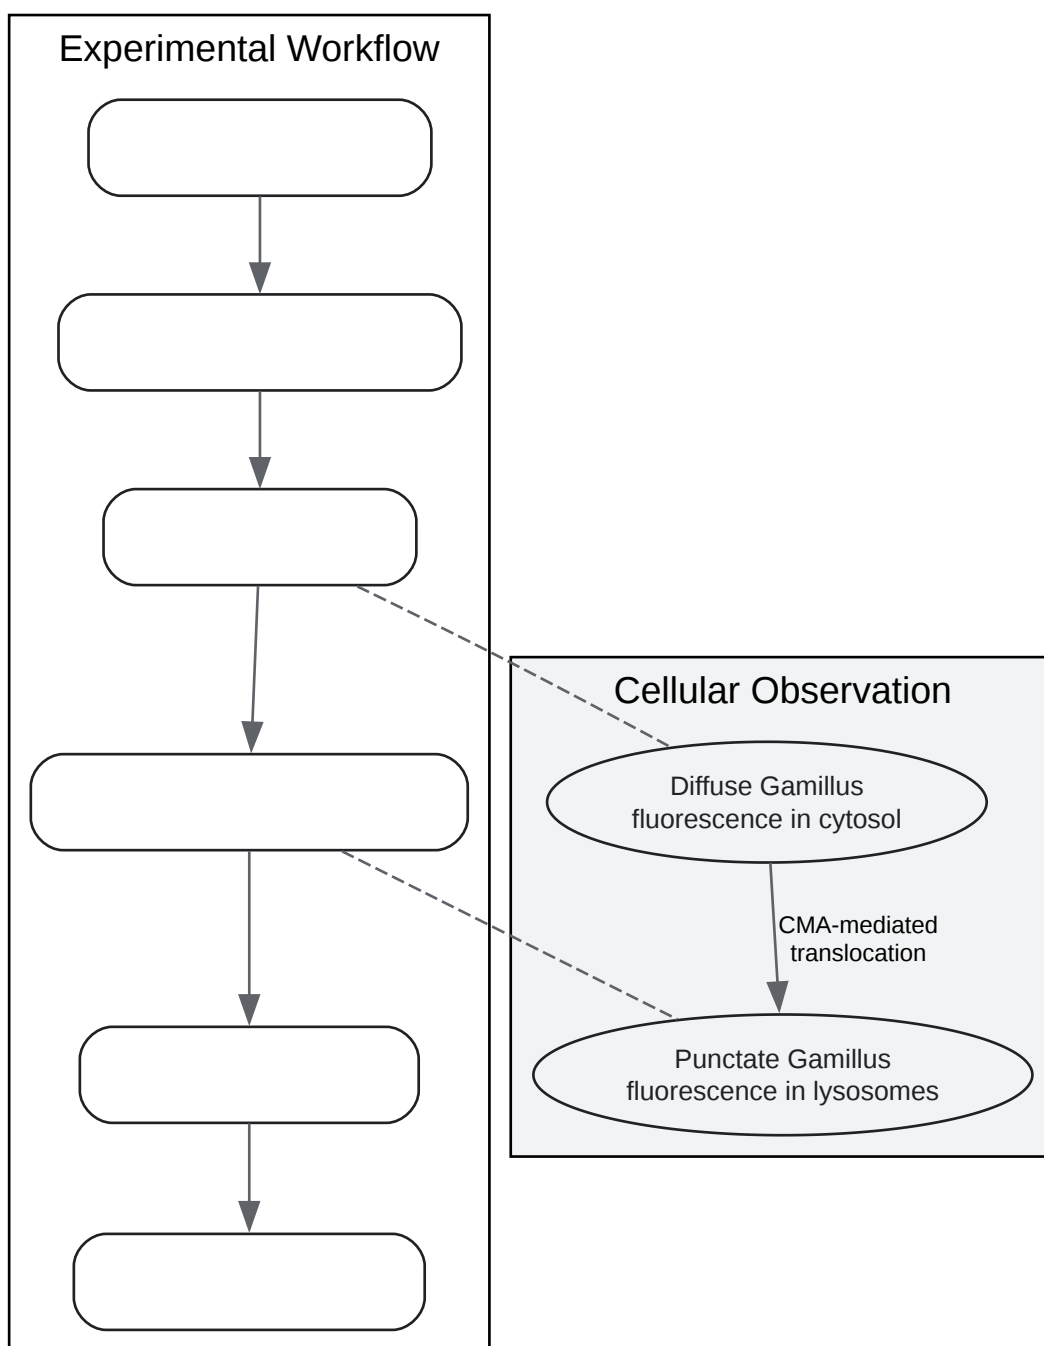 Experimental Workflow
Cellular Observation
Diffuse Gamillus
fluorescence in cytosol
CMA-mediated
translocation
Punctate Gamillus
fluorescence in lysosomes